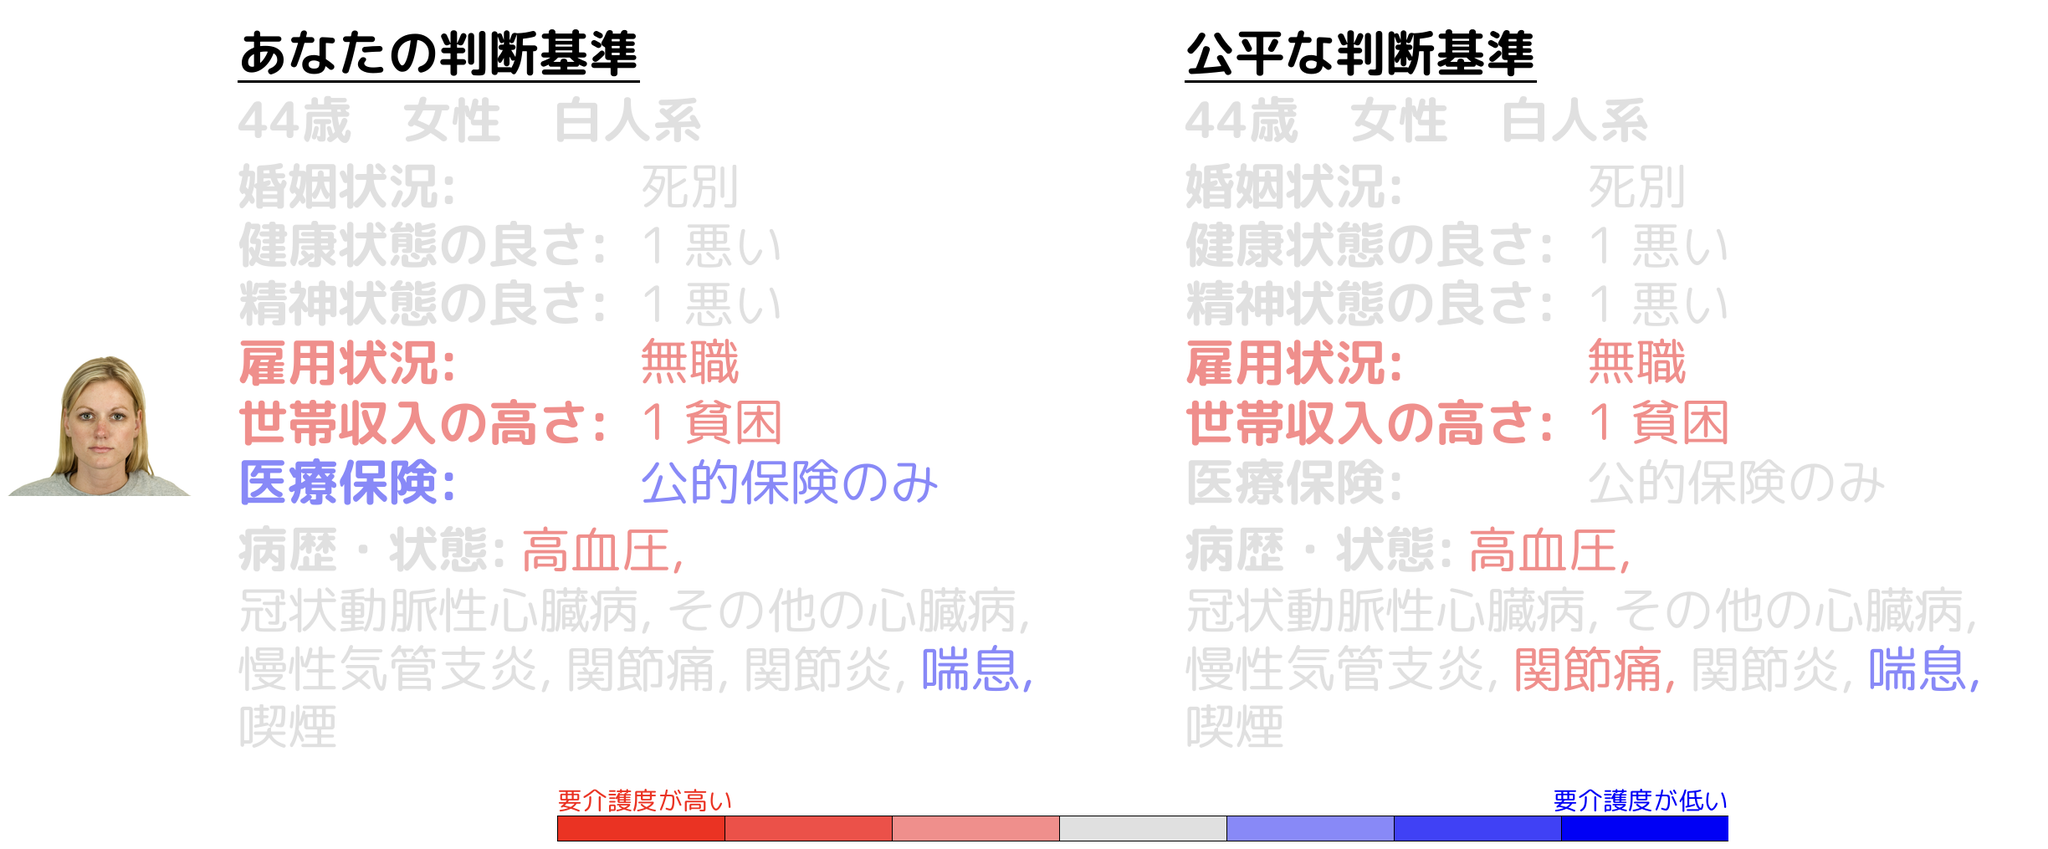 あなたの判断基準
44歳 女性 白人系
婚姻状況: 死別
健康状態の良さ: 1 悪い
精神状態の良さ: 1 悪い
雇用状況: 無職
世帯収入の高さ: 1 貧困
医療保険: 公的保険のみ
病歴・状態: 高血圧,
冠状動脈性心臓病, その他の心臓病,
慢性気管支炎, 関節痛, 関節炎, 喘息,
喫煙
公平な判断基準
44歳 女性 白人系
婚姻状況: 死別
健康状態の良さ: 1 悪い
精神状態の良さ: 1 悪い
雇用状況: 無職
世帯収入の高さ: 1 貧困
医療保険: 公的保険のみ
病歴・状態: 高血圧,
冠状動脈性心臓病, その他の心臓病,
慢性気管支炎, 関節痛, 関節炎, 喘息,
喫煙
要介護度が高い
要介護度が低い